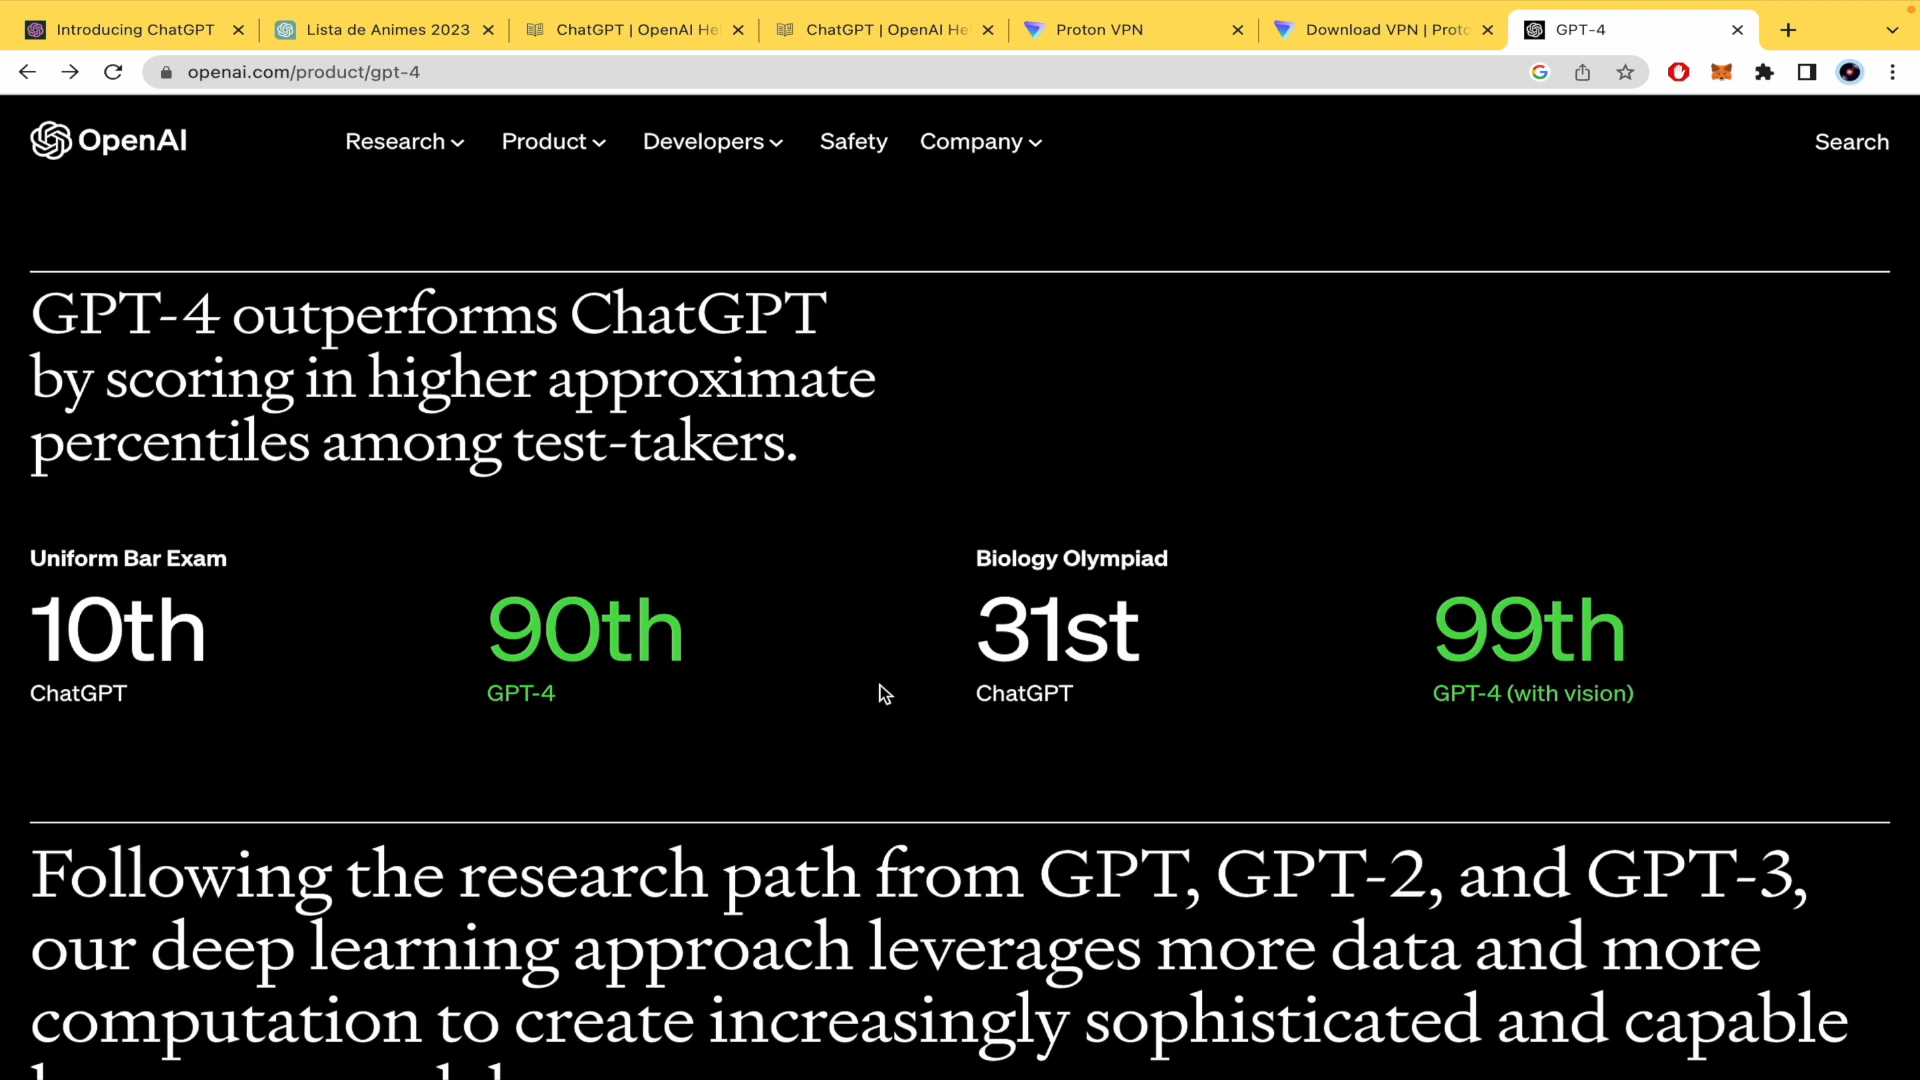 Introducing ChatGPT
Lista de Animes 2023
ChatGPT | OpenAI He
ChatGPT | OpenAI He
Proton VPN
Download VPN | Proto
GPT-4
openai.com/product/gpt-4
OpenAI
Research
Product
Developers
Safety
Company
Search
GPT-4 outperforms ChatGPT
by scoring in higher approximate
percentiles among test-takers.
Uniform Bar Exam
10th
ChatGPT
90th
GPT-4
Biology Olympiad
31st
ChatGPT
99th
GPT-4 (with vision)
Following the research path from GPT, GPT-2, and GPT-3,
our deep learning approach leverages more data and more
computation to create increasingly sophisticated and capable